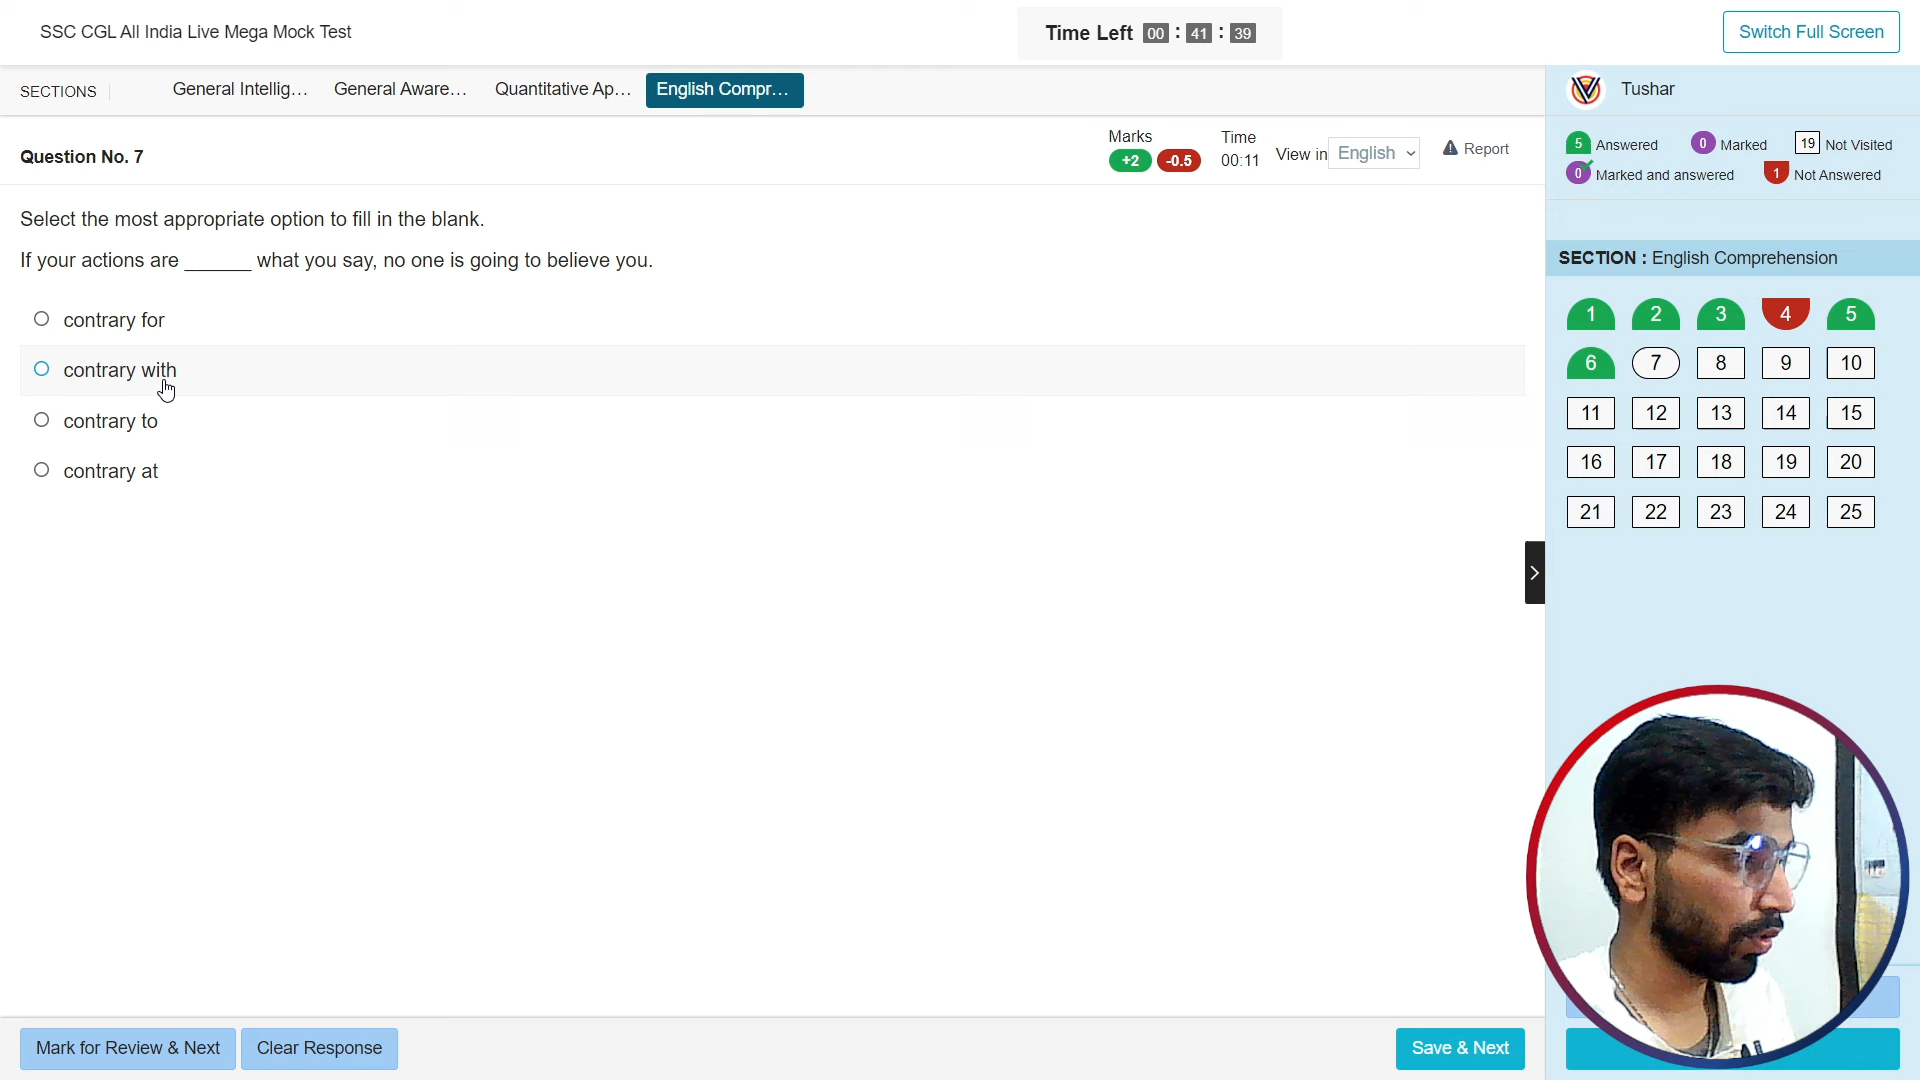 SSC CGL All India Live Mega Mock Test
Time Left 00 : 41 : 39
Switch Full Screen
SECTIONS
General Intellig...
General Aware...
Quantitative Ap...
English Compr...
Tushar
Question No. 7
Marks
+2 -0.5
Time
00:11
View in English
Report
5 Answered
0 Marked
19 Not Visited
0 Marked and answered
1 Not Answered
Select the most appropriate option to fill in the blank.
If your actions are ______ what you say, no one is going to believe you.
contrary for
contrary with
contrary to
contrary at
SECTION : English Comprehension
1 2 3 4 5
6 7 8 9 10
11 12 13 14 15
16 17 18 19 20
21 22 23 24 25
Mark for Review & Next
Clear Response
Save & Next